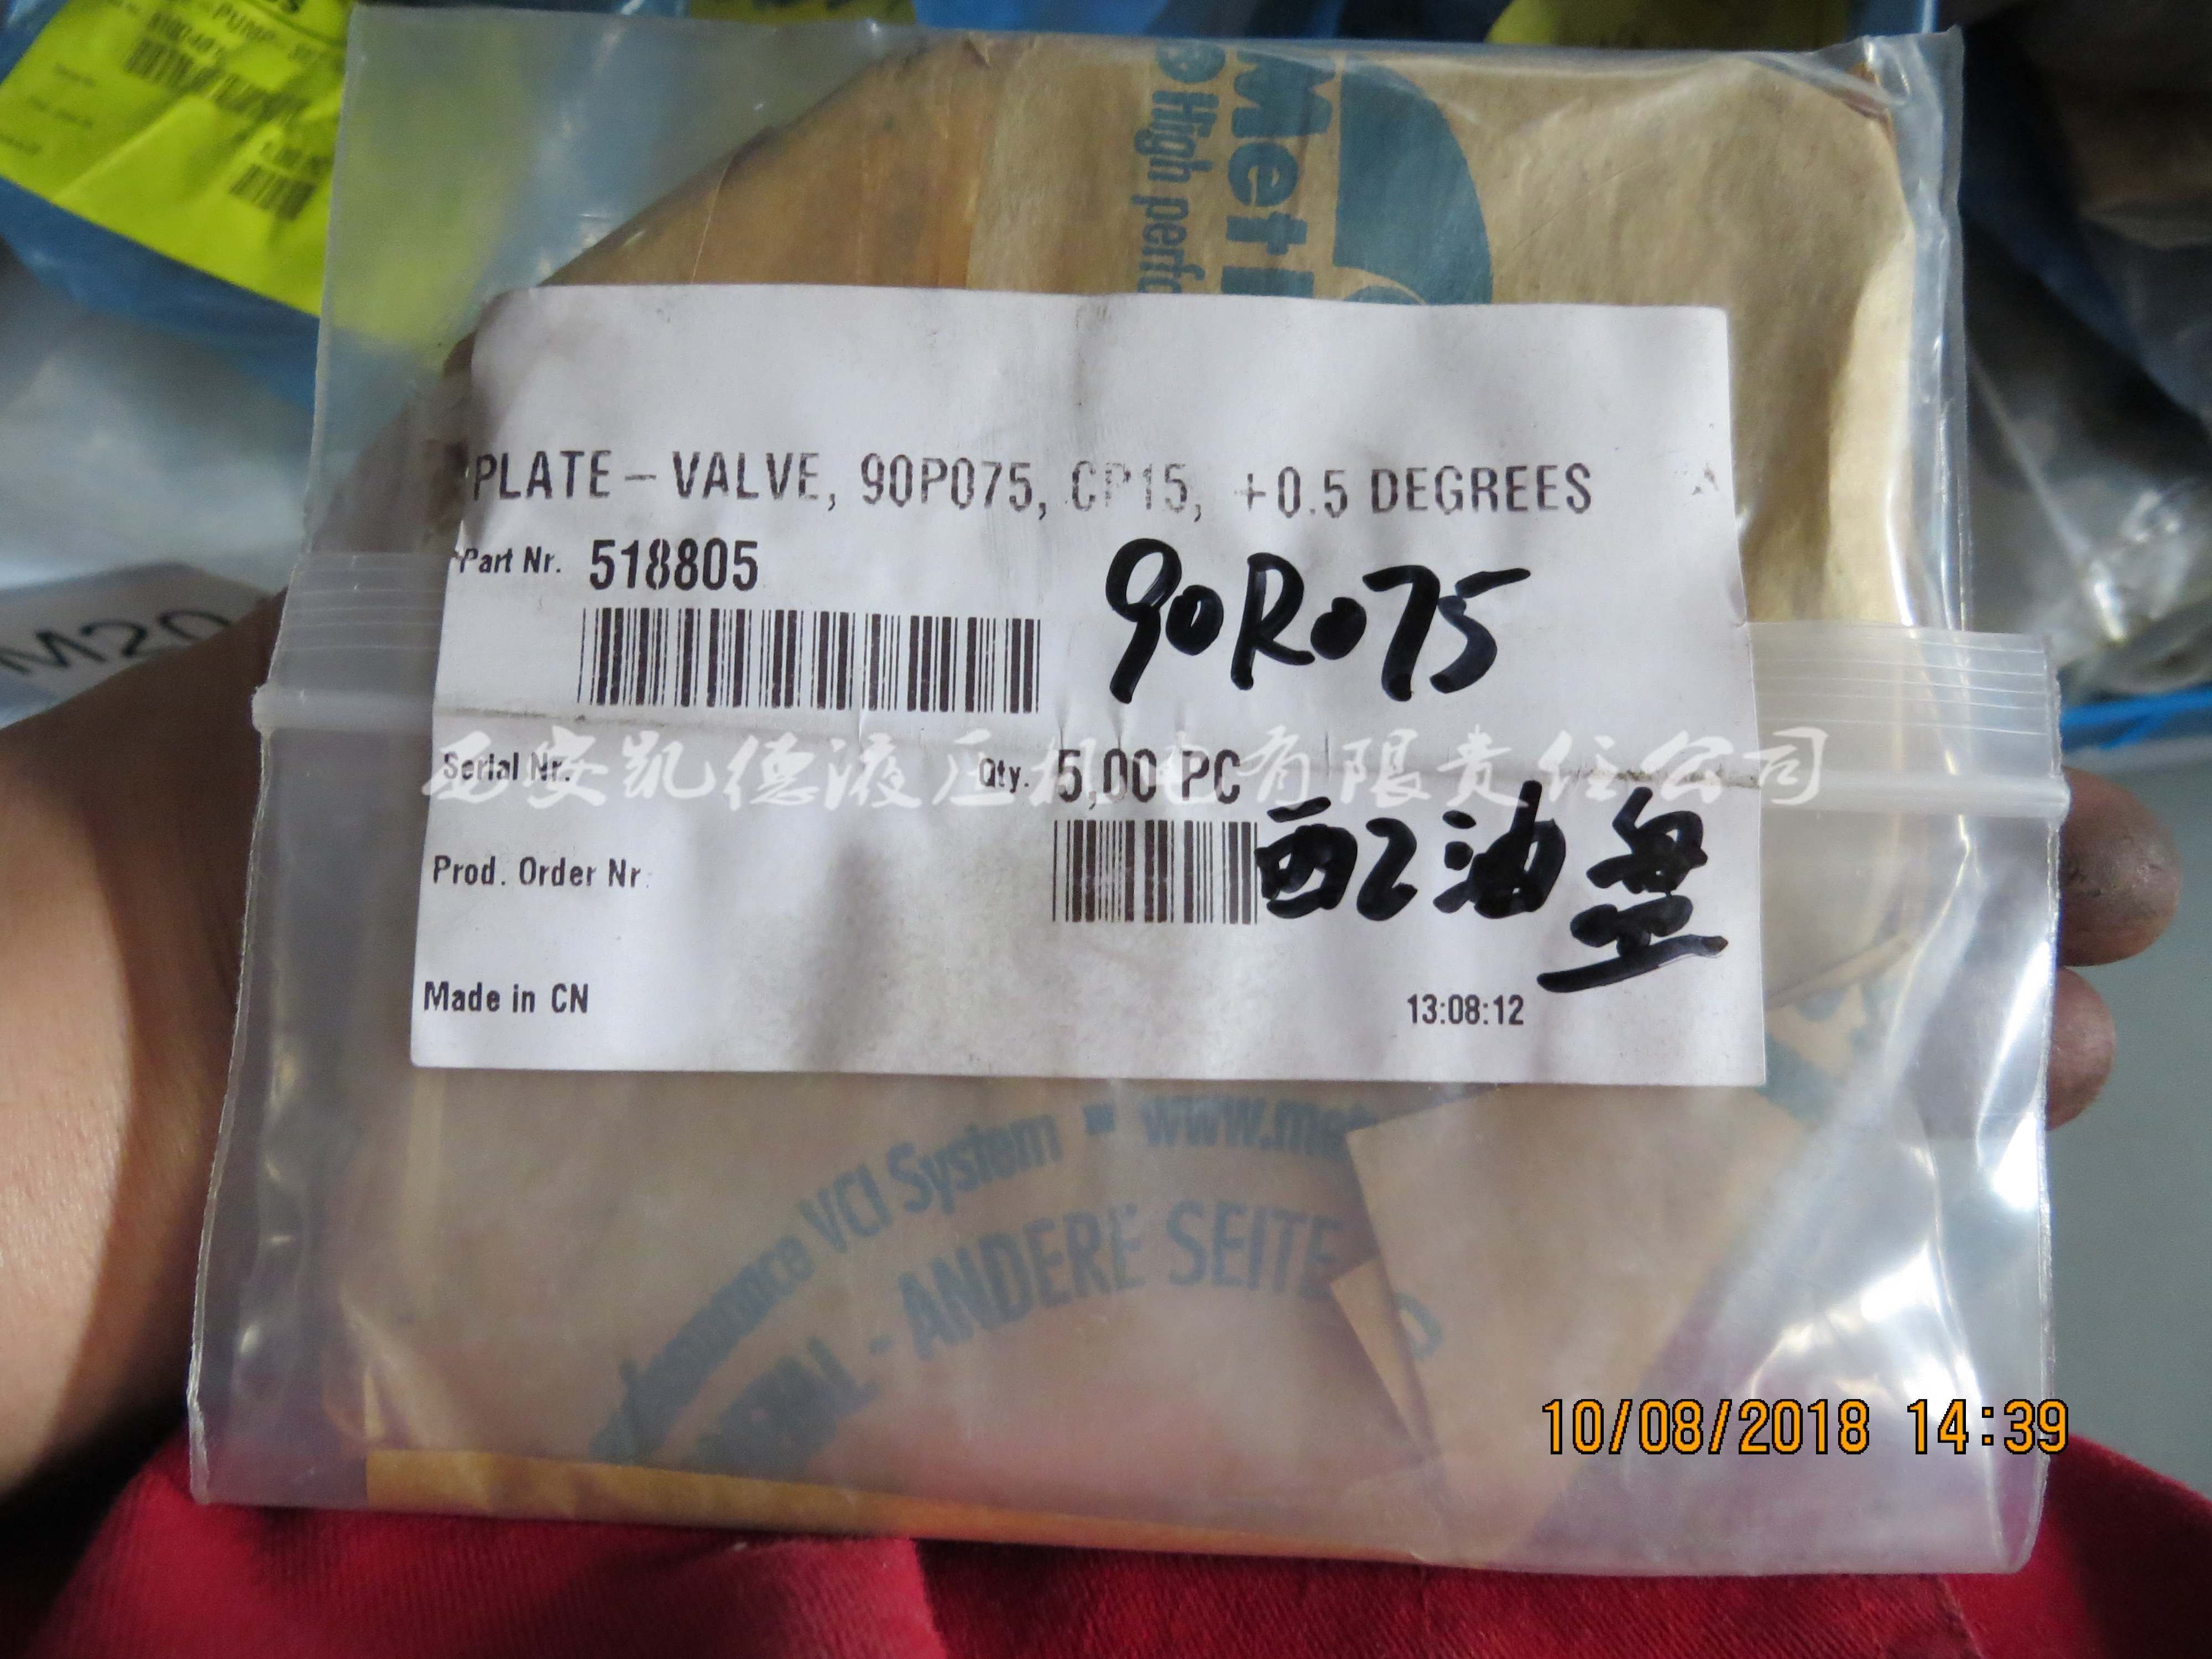 High perfo
PLATE-VALVE, 90P075, CP15, +0.5 DEGREES
Part Nr. 518805
90R075
西安凯德液压机电有限责任公司
Serial Nr. Qty. 5,00 PC
配油盘
Prod. Order Nr.
Made in CN 13:08:12
VCI System ▪ www.met
- ANDERE SEITE
M20
10/08/2018 14:39